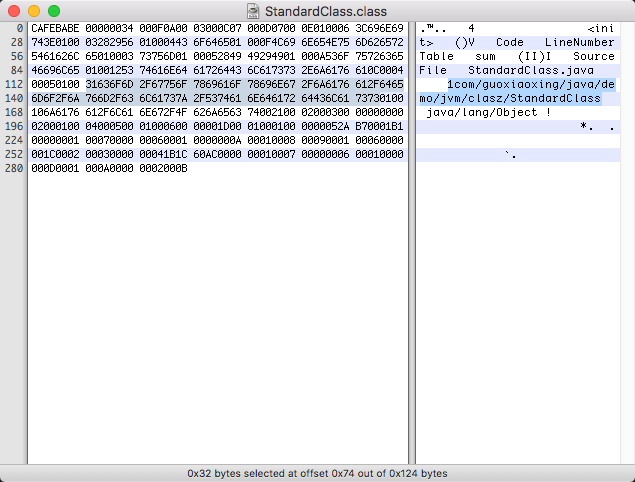 StandardClass.class
0 CAFEBABE 00000034 000F0A00 03000C07 000D0700 0E010006 3C696E69 .™.. 4 <ini
28 743E0100 03282956 01000443 6F646501 000F4C69 6E654E75 6D626572 t> ()V Code LineNumber
56 5461626C 65010003 73756D01 00052849 49294901 000A536F 75726365 Table sum (II)I Source
84 46696C65 01001253 74616E64 61726443 6C617373 2E6A6176 610C0004 File StandardClass.java
112 00050100 31636F6D 2F67756F 7869616F 78696E67 2F6A6176 612F6465 1com/guoxiaoxing/java/de
140 6D6F2F6A 766D2F63 6C61737A 2F537461 6E646172 64436C61 73730100 mo/jvm/clasz/StandardClass
168 106A6176 612F6C61 6E672F4F 626A6563 74002100 02000300 00000000 java/lang/Object !
196 02000100 04000500 01000600 00001D00 01000100 0000052A B70001B1 *. .
224 00000001 00070000 00060001 0000000A 00010008 00090001 00060000
252 001C0002 00030000 00041B1C 60AC0000 00010007 00000006 00010000 `.
280 000D0001 000A0000 0002000B
0x32 bytes selected at offset 0x74 out of 0x124 bytes